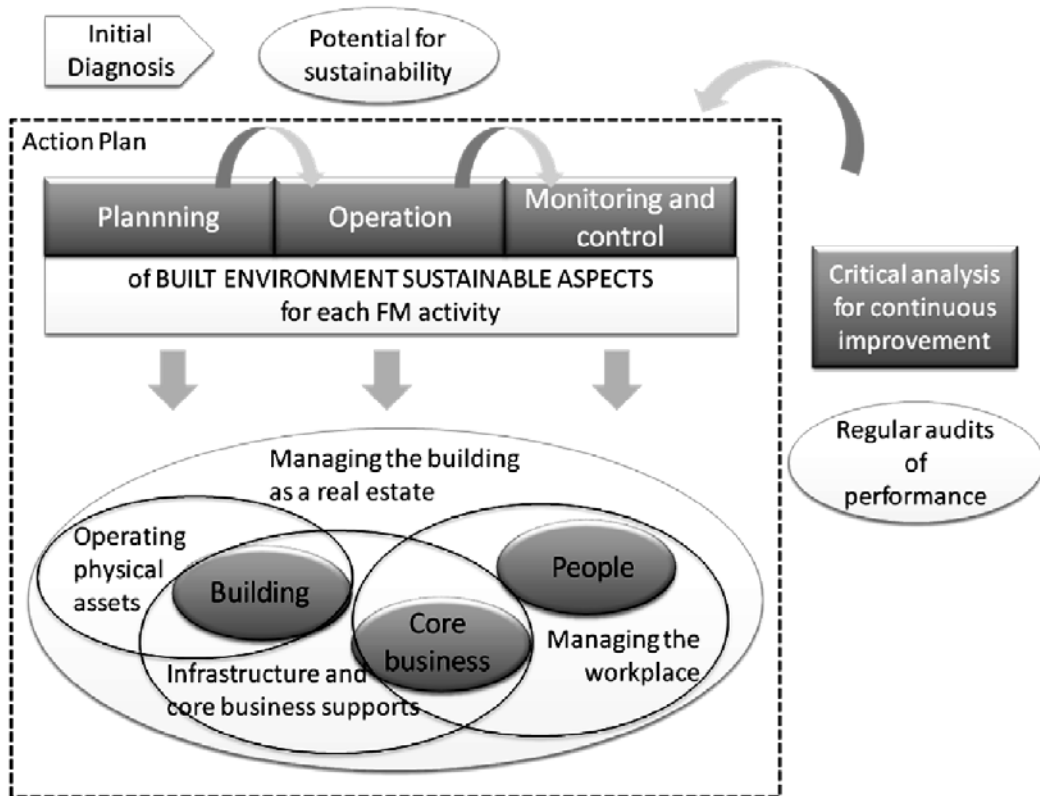 Initial
Diagnosis
Potential for
sustainability
Action Plan
Plannning
Operation
Monitoring and
control
of BUILT ENVIRONMENT SUSTAINABLE ASPECTS
for each FM activity
Critical analysis
for continuous
improvement
Regular audits
of
performance
Managing the building
as a real estate
Operating
physical
assets
Building
People
Core
business
Managing the
workplace
Infrastructure and
core business supports